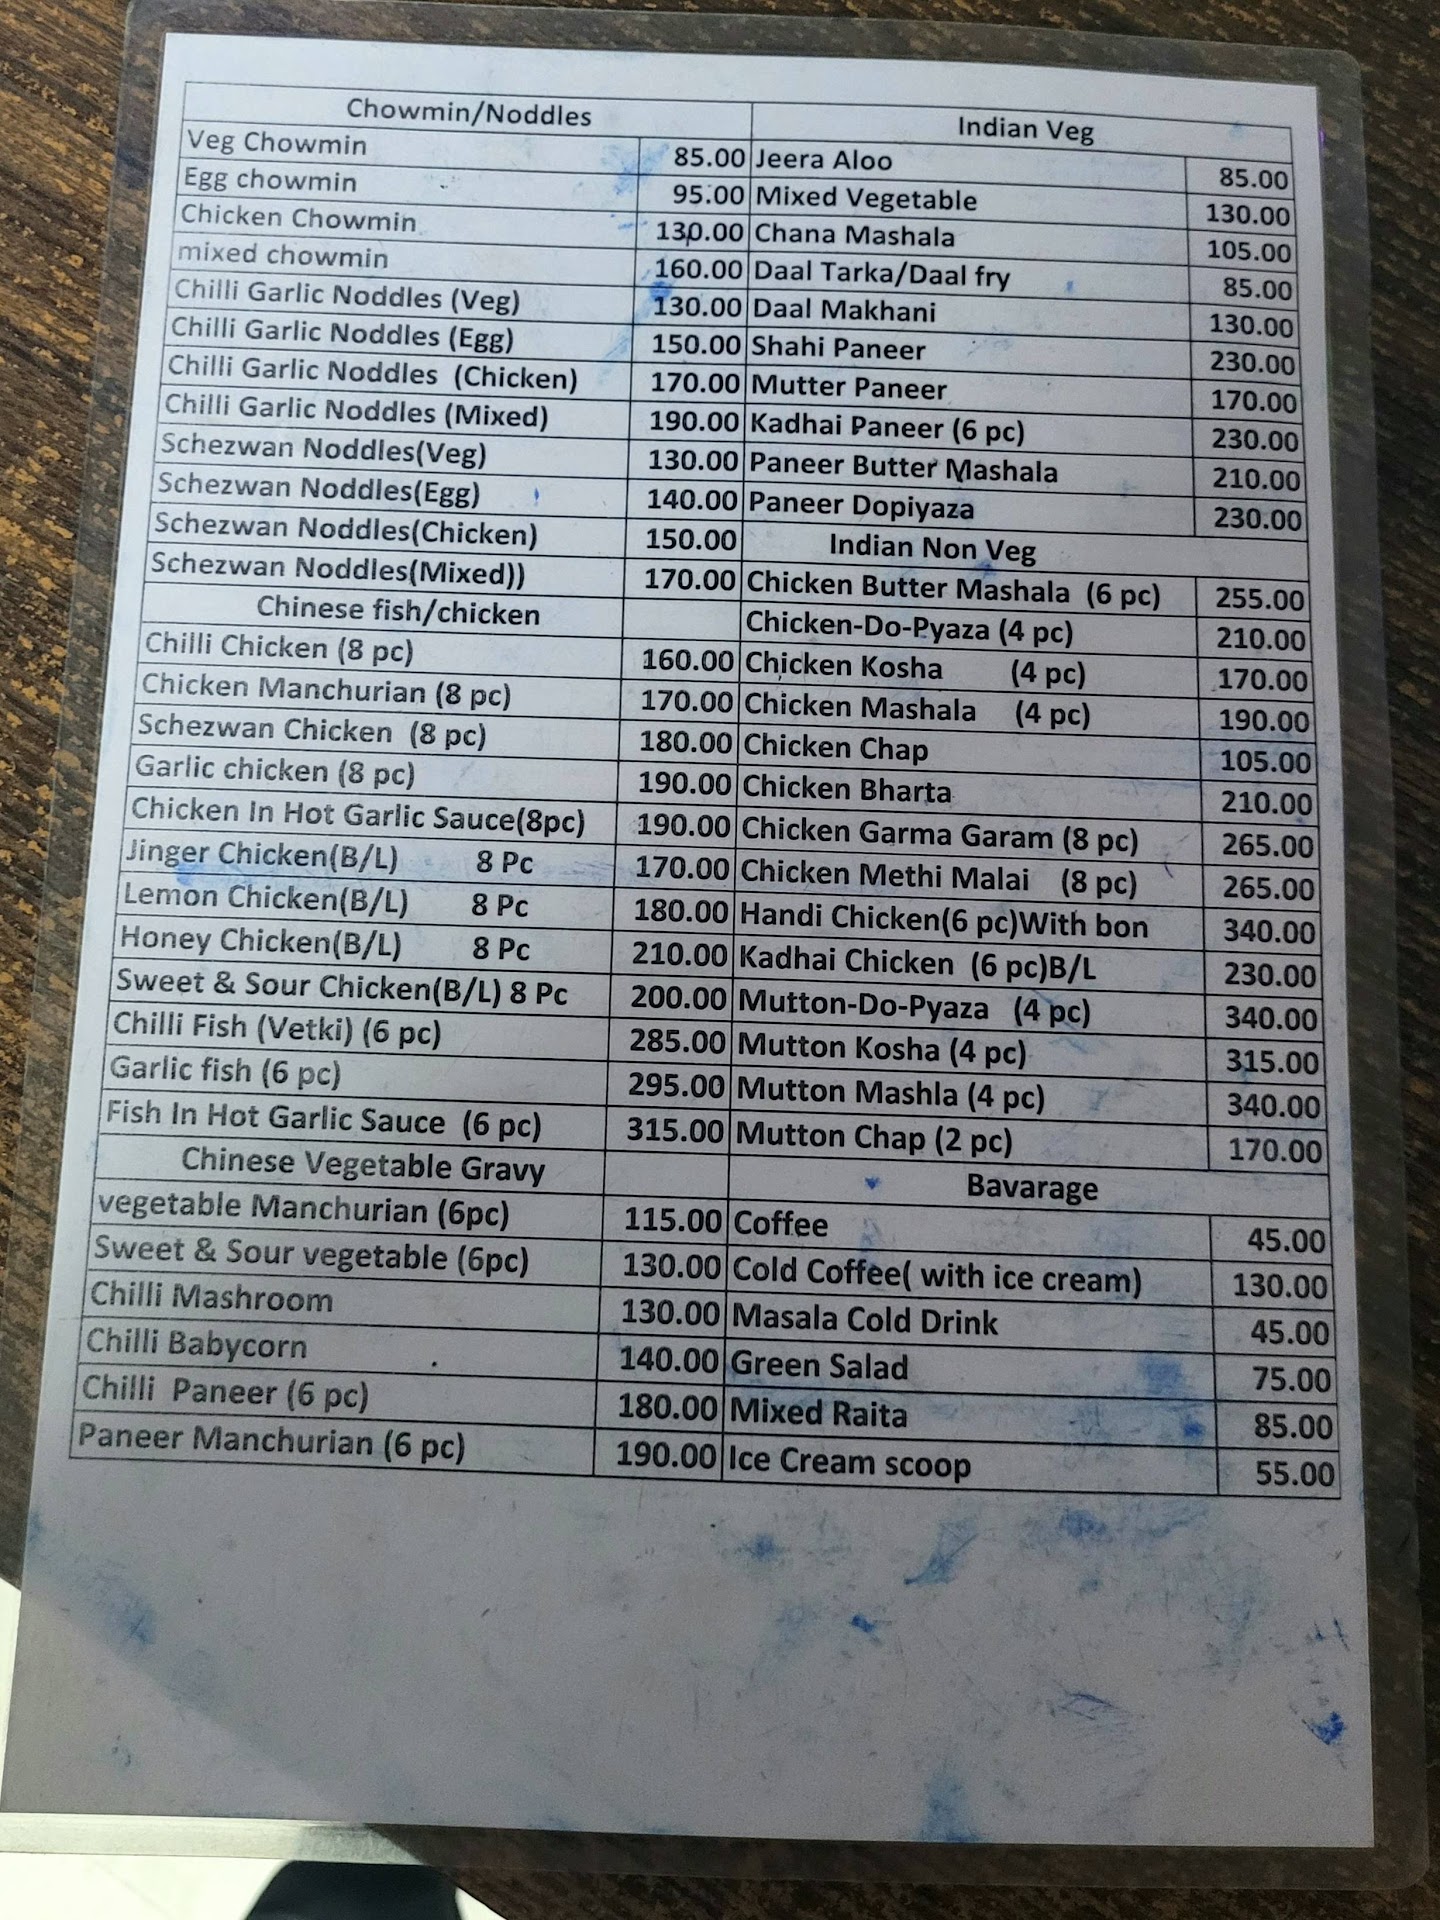 Chowmin/Noddles
Veg Chowmin 85.00
Egg chowmin 95.00
Chicken Chowmin 130.00
mixed chowmin 160.00
Chilli Garlic Noddles (Veg) 130.00
Chilli Garlic Noddles (Egg) 150.00
Chilli Garlic Noddles (Chicken) 170.00
Chilli Garlic Noddles (Mixed) 190.00
Schezwan Noddles(Veg) 130.00
Schezwan Noddles(Egg) 140.00
Schezwan Noddles(Chicken) 150.00
Schezwan Noddles(Mixed)) 170.00
Chinese fish/chicken
Chilli Chicken (8 pc) 160.00
Chicken Manchurian (8 pc) 170.00
Schezwan Chicken (8 pc) 180.00
Garlic chicken (8 pc) 190.00
Chicken In Hot Garlic Sauce(8pc) 190.00
Jinger Chicken(B/L) 8 Pc 170.00
Lemon Chicken(B/L) 8 Pc 180.00
Honey Chicken(B/L) 8 Pc 210.00
Sweet & Sour Chicken(B/L) 8 Pc 200.00
Chilli Fish (Vetki) (6 pc) 285.00
Garlic fish (6 pc) 295.00
Fish In Hot Garlic Sauce (6 pc) 315.00
Chinese Vegetable Gravy
vegetable Manchurian (6pc) 115.00
Sweet & Sour vegetable (6pc) 130.00
Chilli Mashroom 130.00
Chilli Babycorn 140.00
Chilli Paneer (6 pc) 180.00
Paneer Manchurian (6 pc) 190.00
Indian Veg
Jeera Aloo 85.00
Mixed Vegetable 130.00
Chana Mashala 105.00
Daal Tarka/Daal fry 85.00
Daal Makhani 130.00
Shahi Paneer 230.00
Mutter Paneer 170.00
Kadhai Paneer (6 pc) 230.00
Paneer Butter Mashala 210.00
Paneer Dopiyaza 230.00
Indian Non Veg
Chicken Butter Mashala (6 pc) 255.00
Chicken-Do-Pyaza (4 pc) 210.00
Chicken Kosha (4 pc) 170.00
Chicken Mashala (4 pc) 190.00
Chicken Chap 105.00
Chicken Bharta 210.00
Chicken Garma Garam (8 pc) 265.00
Chicken Methi Malai (8 pc) 265.00
Handi Chicken(6 pc)With bon 340.00
Kadhai Chicken (6 pc)B/L 230.00
Mutton-Do-Pyaza (4 pc) 340.00
Mutton Kosha (4 pc) 315.00
Mutton Mashla (4 pc) 340.00
Mutton Chap (2 pc) 170.00
Bavarage
Coffee 45.00
Cold Coffee( with ice cream) 130.00
Masala Cold Drink 45.00
Green Salad 75.00
Mixed Raita 85.00
Ice Cream scoop 55.00